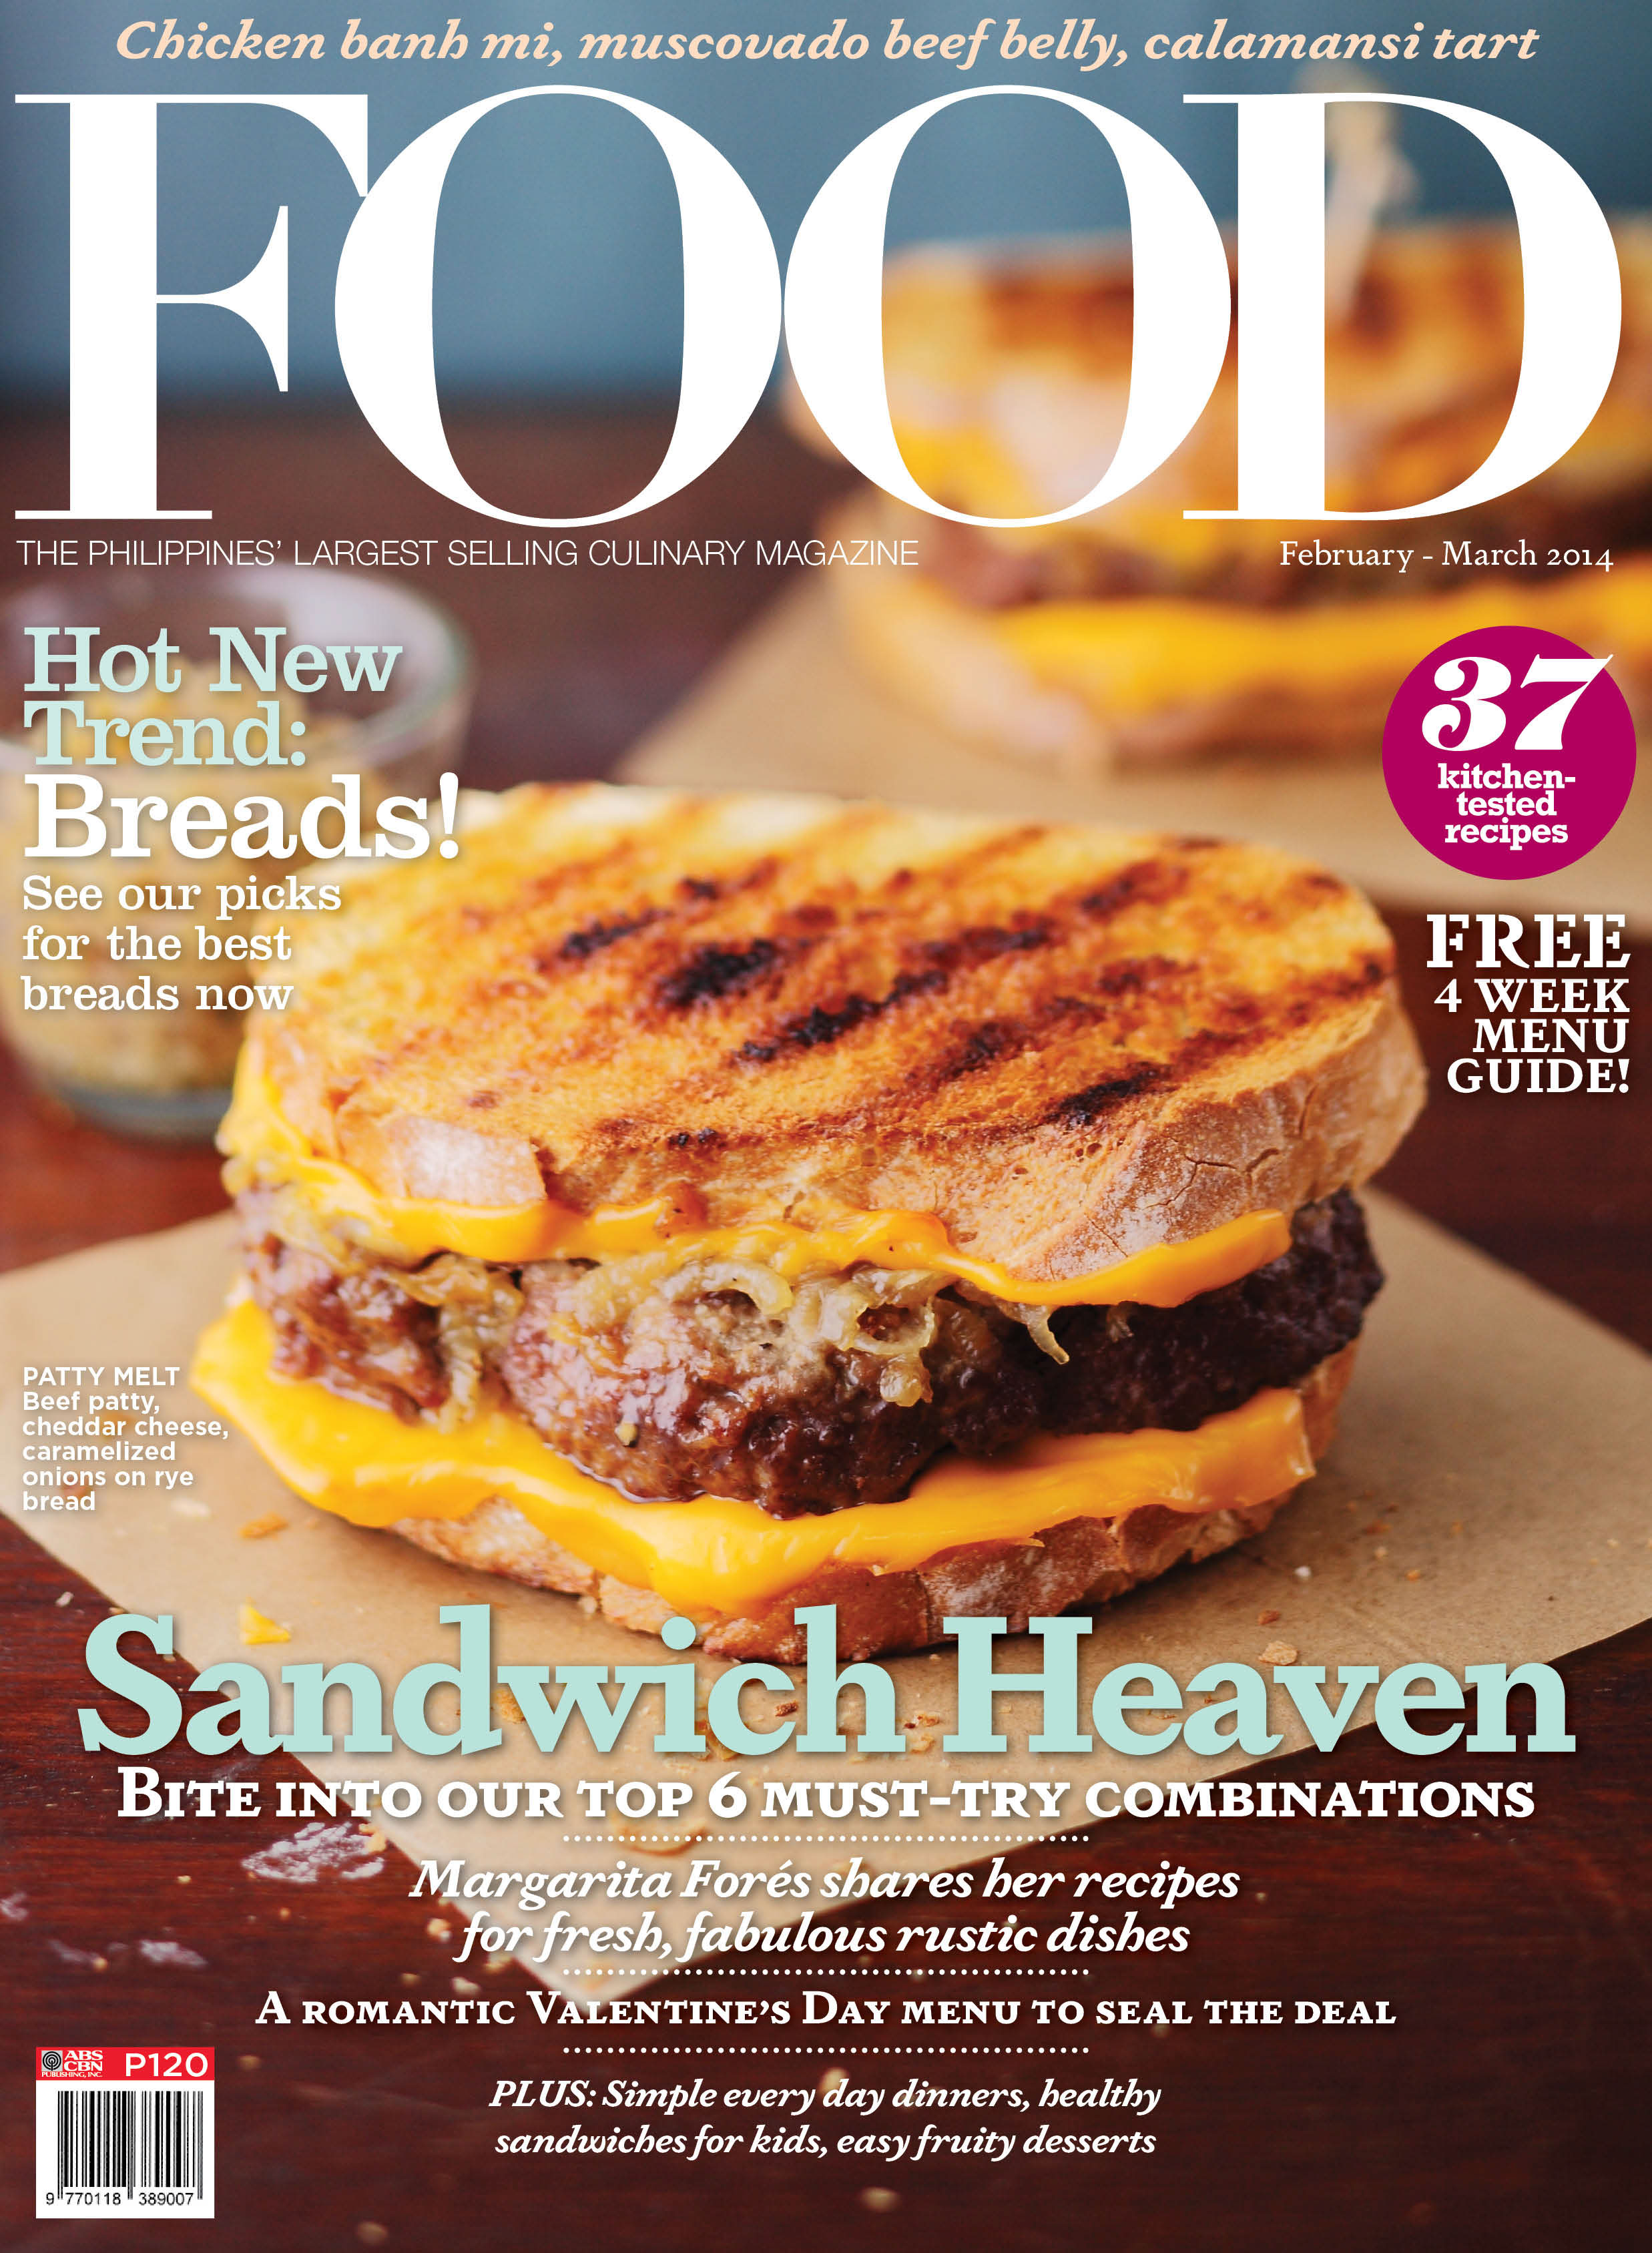 Chicken banh mi, muscovado beef belly, calamansi tart
FOOD
THE PHILIPPINES' LARGEST SELLING CULINARY MAGAZINE
February - March 2014
Hot New
Trend:
Breads!
See our picks
for the best
breads now
37
kitchen-
tested
recipes
FREE
4 WEEK
MENU
GUIDE!
PATTY MELT
Beef patty,
cheddar cheese,
caramelized
onions on rye
bread
Sandwich Heaven
BITE INTO OUR TOP 6 MUST-TRY COMBINATIONS
Margarita Forés shares her recipes
for fresh, fabulous rustic dishes
A ROMANTIC VALENTINE'S DAY MENU TO SEAL THE DEAL
PLUS: Simple every day dinners, healthy
sandwiches for kids, easy fruity desserts
ABS
CBN
PUBLISHING, INC.
P120
9 770118 389007